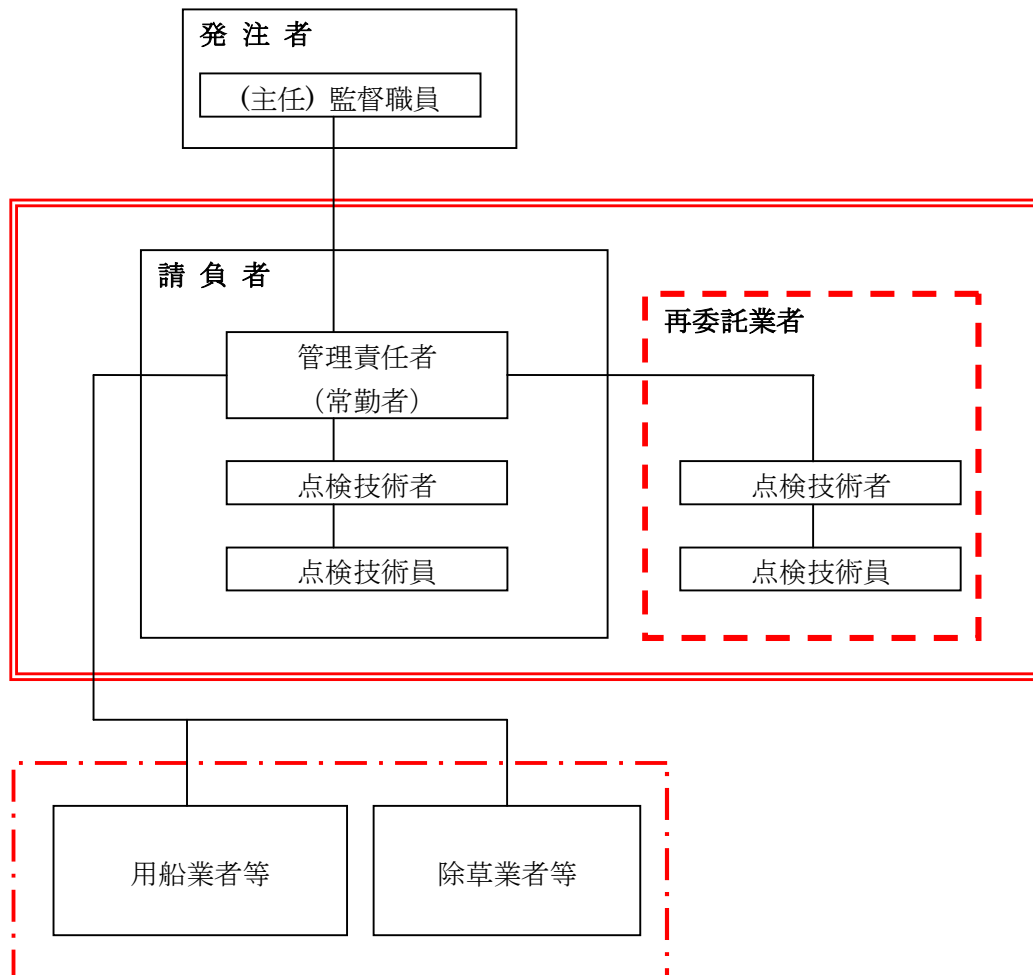 発 注 者
(主任) 監督職員
請 負 者
管理責任者
(常勤者)
点検技術者
点検技術員
再委託業者
点検技術者
点検技術員
用船業者等
除草業者等